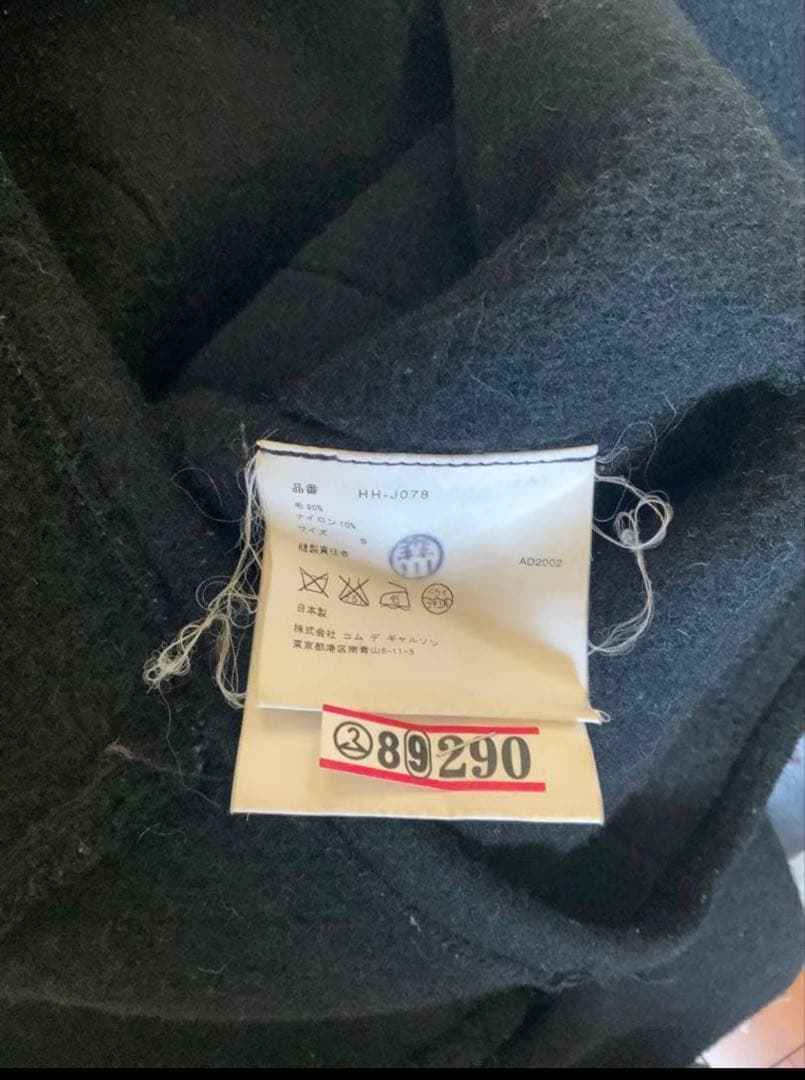 品番 HH-J078
毛 90%
ナイロン 10%
サイズ S
縫製責任者
AD2002
日本製
株式会社 コム デ ギャルソン
東京都港区南青山5-11-5
89290